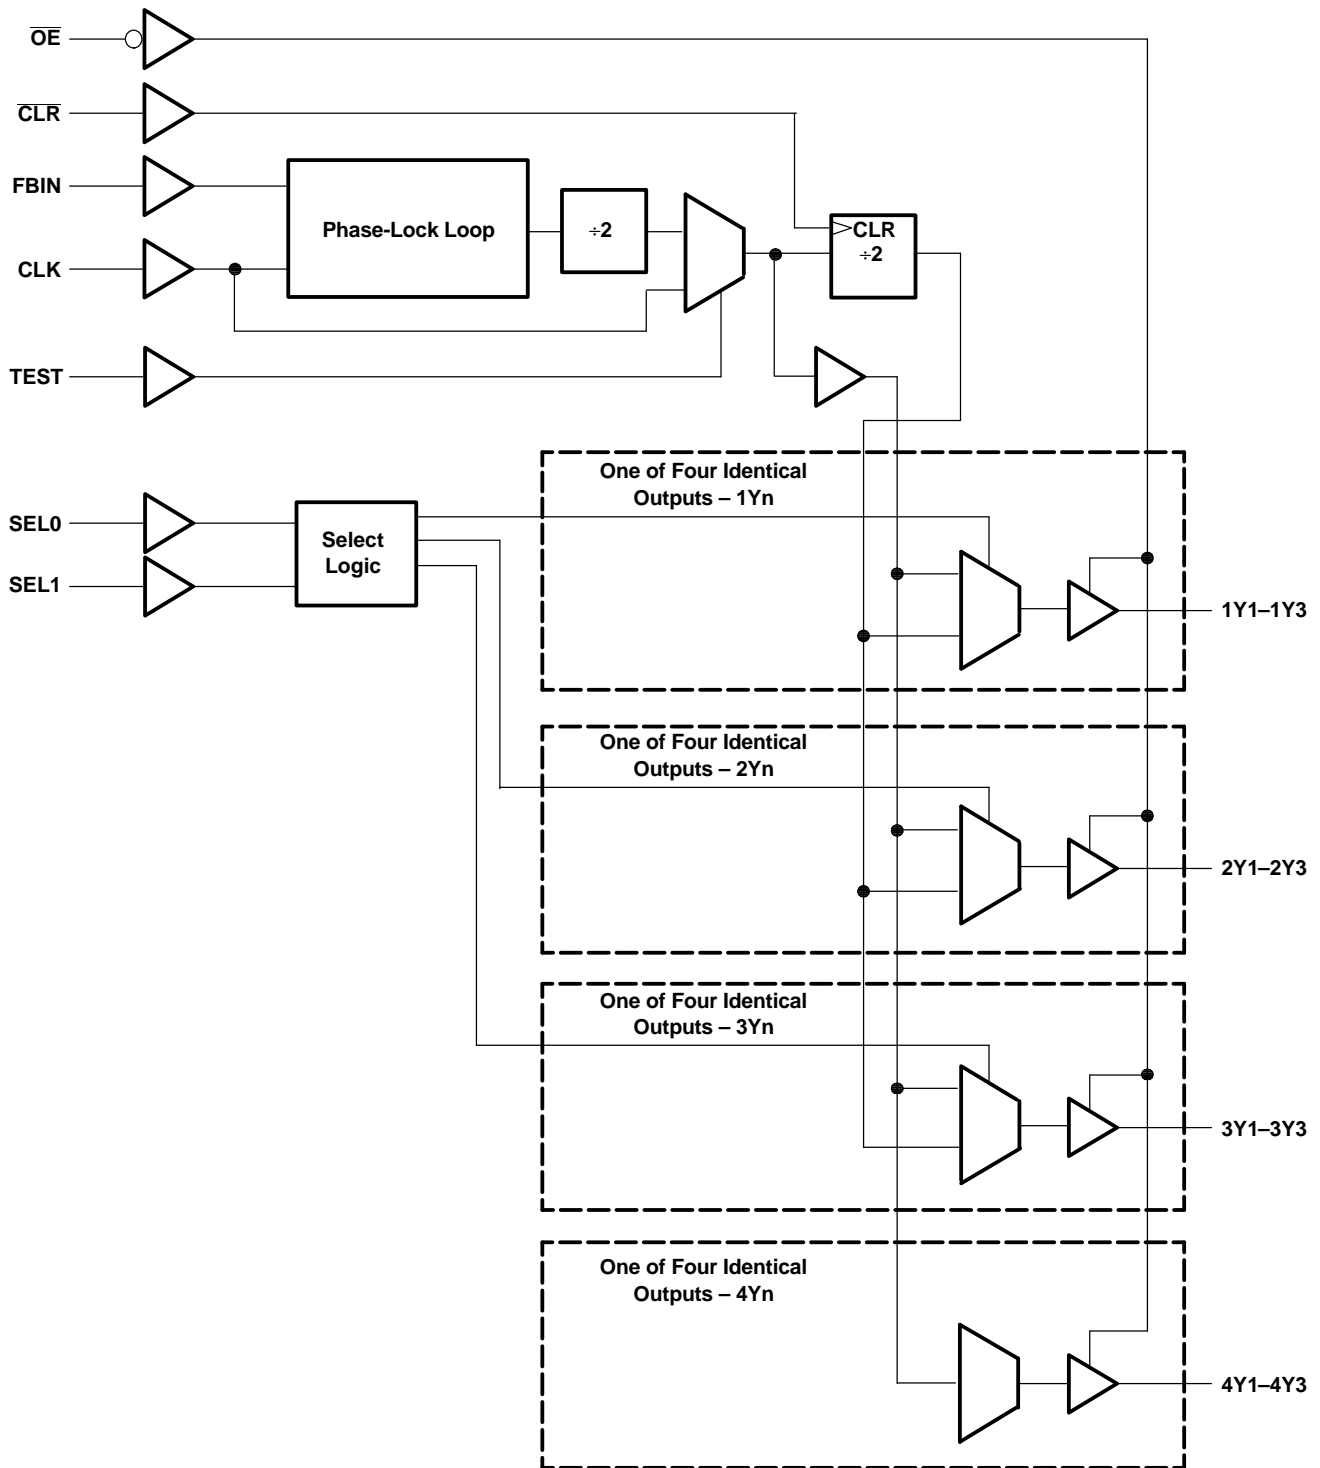 OE
CLR
FBIN
Phase-Lock Loop
÷2
CLR
÷2
CLK
TEST
One of Four Identical
Outputs – 1Yn
SEL0
Select
Logic
SEL1
1Y1–1Y3
One of Four Identical
Outputs – 2Yn
2Y1–2Y3
One of Four Identical
Outputs – 3Yn
3Y1–3Y3
One of Four Identical
Outputs – 4Yn
4Y1–4Y3